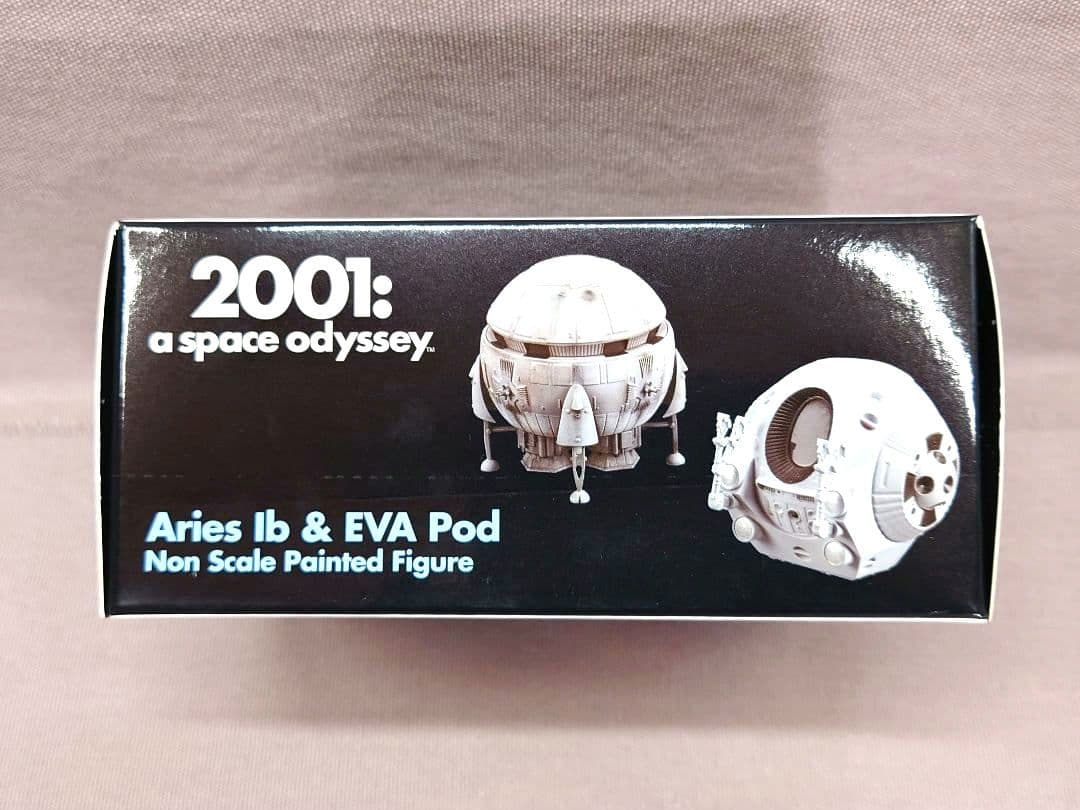 2001:
a space odyssey™
Aries Ib & EVA Pod
Non Scale Painted Figure